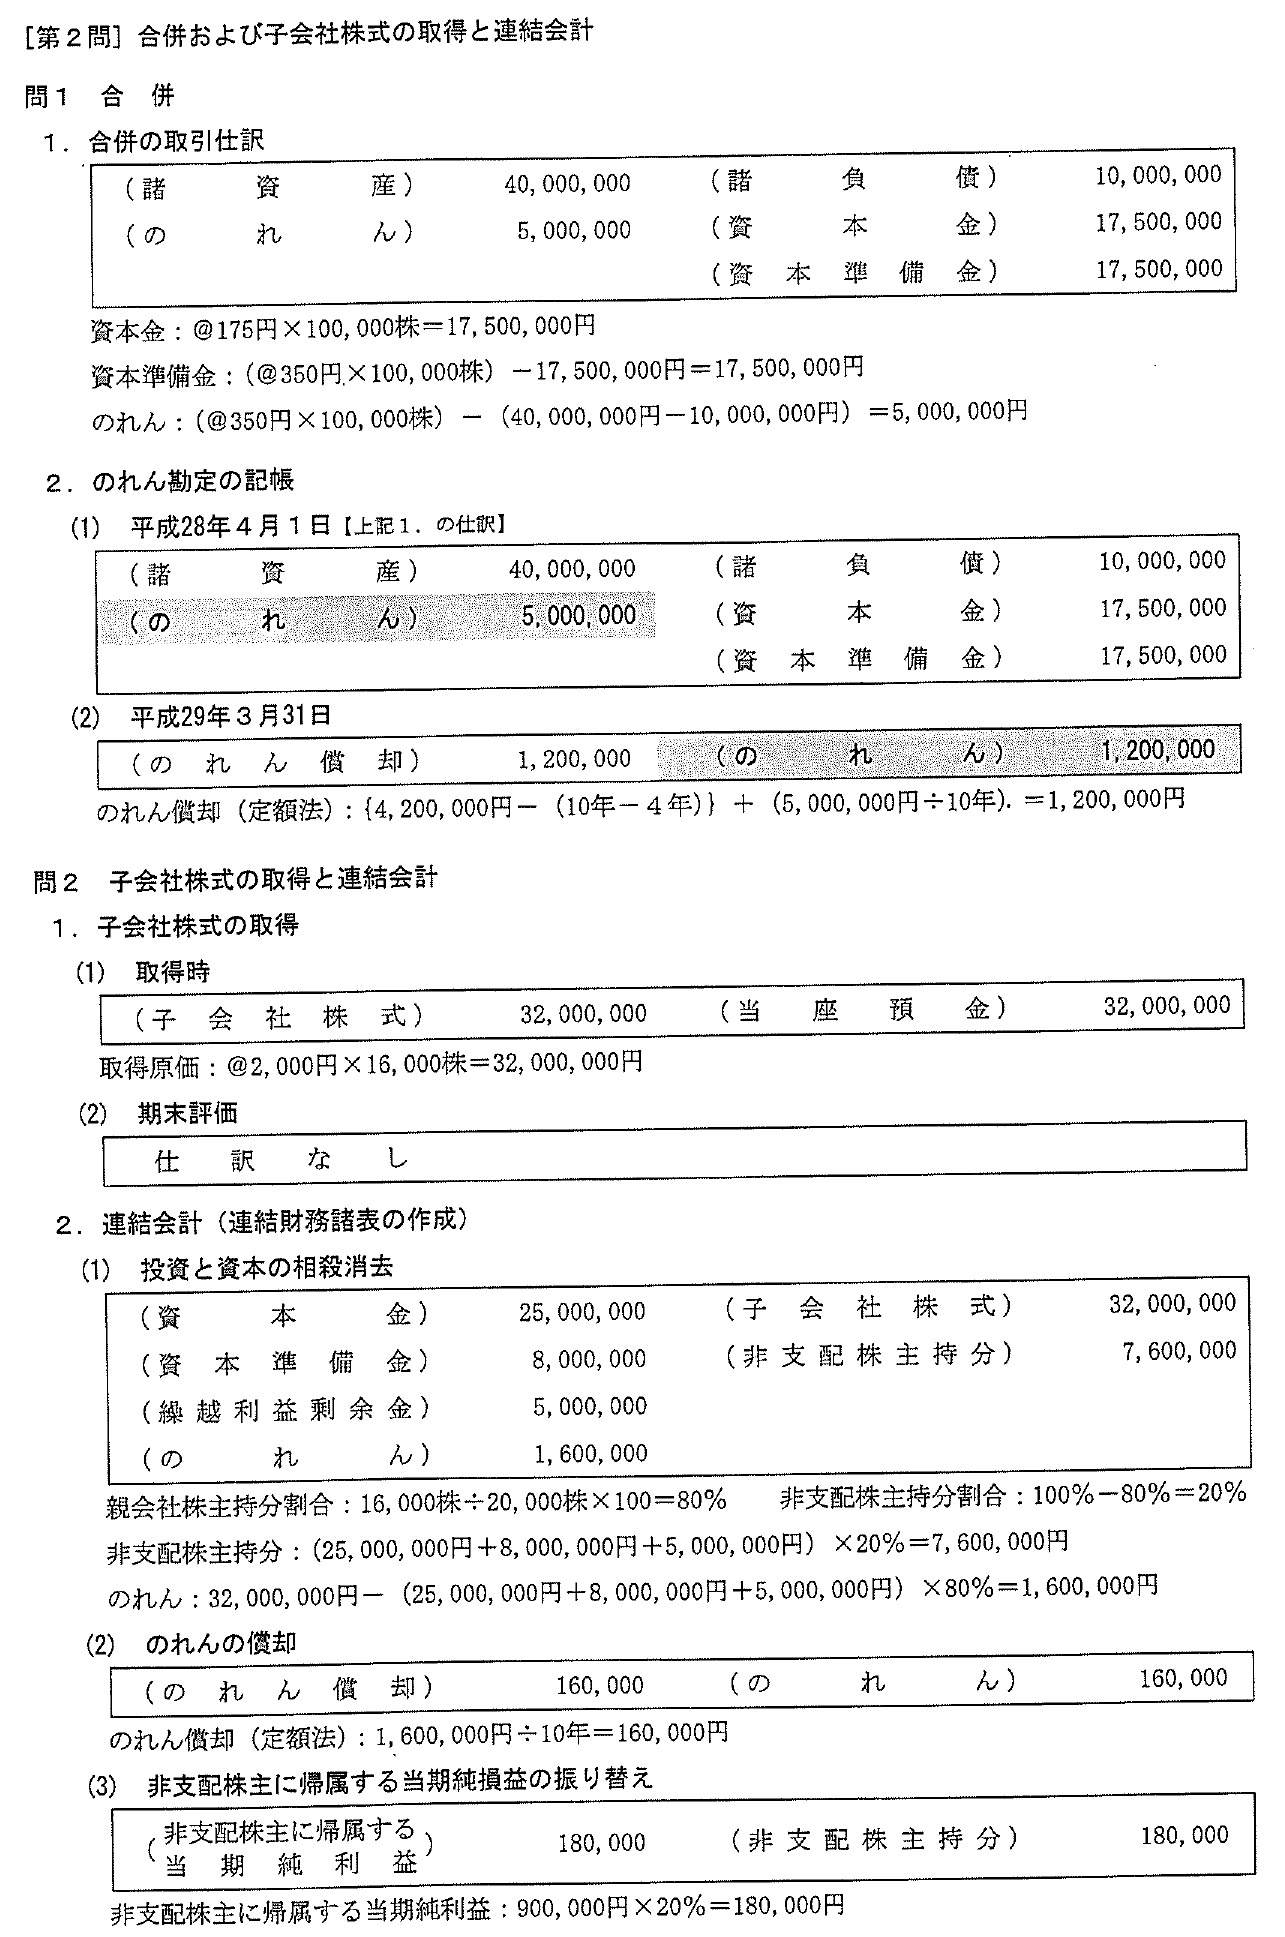 ［第２問］ 合併および子会社株式の取得と連結会計
問１ 合 併
１．合併の取引仕訳
（諸 資 産） 40,000,000 （諸 負 債） 10,000,000
（の れ ん） 5,000,000 （資 本 金） 17,500,000
（資 本 準 備 金） 17,500,000
資本金：＠175円×100,000株＝17,500,000円
資本準備金：（＠350円×100,000株）－17,500,000円＝17,500,000円
のれん：（＠350円×100,000株）－（40,000,000円－10,000,000円）＝5,000,000円
２．のれん勘定の記帳
(1) 平成28年４月１日【上記１．の仕訳】
（諸 資 産） 40,000,000 （諸 負 債） 10,000,000
（の れ ん） 5,000,000 （資 本 金） 17,500,000
（資 本 準 備 金） 17,500,000
(2) 平成29年３月31日
（の れ ん 償 却） 1,200,000 （の れ ん） 1,200,000
のれん償却（定額法）：{4,200,000円－（10年－４年）}＋（5,000,000円÷10年）.＝1,200,000円
問２ 子会社株式の取得と連結会計
１．子会社株式の取得
(1) 取得時
（子 会 社 株 式） 32,000,000 （当 座 預 金） 32,000,000
取得原価：＠2,000円×16,000株＝32,000,000円
(2) 期末評価
仕 訳 な し
２．連結会計（連結財務諸表の作成）
(1) 投資と資本の相殺消去
（資 本 金） 25,000,000 （子 会 社 株 式） 32,000,000
（資 本 準 備 金） 8,000,000 （非 支 配 株 主 持 分） 7,600,000
（繰 越 利 益 剰 余 金） 5,000,000
（の れ ん） 1,600,000
親会社株主持分割合：16,000株÷20,000株×100＝80％ 非支配株主持分割合：100％－80％＝20％
非支配株主持分：（25,000,000円＋8,000,000円＋5,000,000円）×20％＝7,600,000円
のれん：32,000,000円－（25,000,000円＋8,000,000円＋5,000,000円）×80％＝1,600,000円
(2) のれんの償却
（の れ ん 償 却） 160,000 （の れ ん） 160,000
のれん償却（定額法）：1,600,000円÷10年＝160,000円
(3) 非支配株主に帰属する当期純損益の振り替え
（非支配株主に帰属する
当 期 純 利 益） 180,000 （非 支 配 株 主 持 分） 180,000
非支配株主に帰属する当期純利益：900,000円×20％＝180,000円